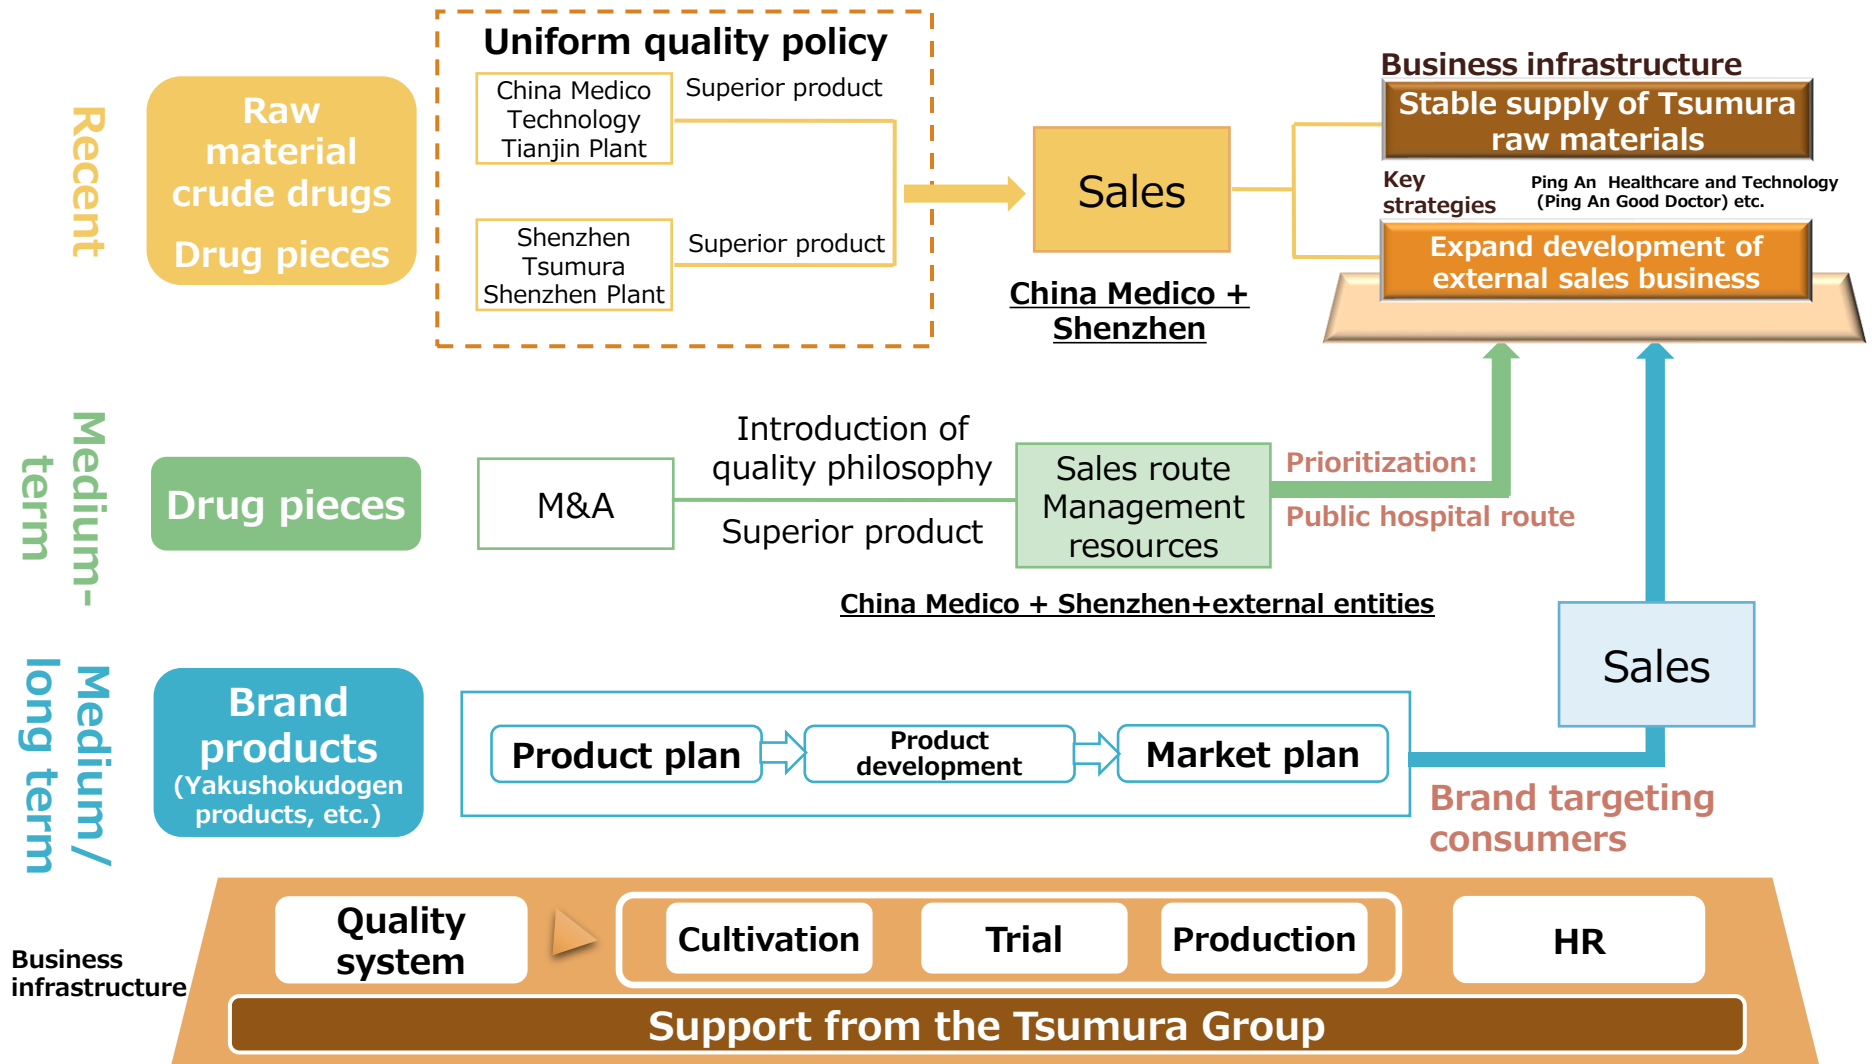 Recent
Raw
material
crude drugs
Drug pieces
Uniform quality policy
China Medico
Technology
Tianjin Plant
Superior product
Shenzhen
Tsumura
Shenzhen Plant
Superior product
Sales
China Medico +
Shenzhen
Business infrastructure
Stable supply of Tsumura
raw materials
Key
strategies
Ping An  Healthcare and Technology
(Ping An Good Doctor) etc.
Expand development of
external sales business
Medium-
term
Drug pieces
M&A
Introduction of
quality philosophy
Superior product
Sales route
Management
resources
Prioritization:
Public hospital route
China Medico + Shenzhen+external entities
Medium/
long term
Brand
products
(Yakushokudogen
products, etc.)
Product plan
Product
development
Market plan
Sales
Brand targeting
consumers
Business
infrastructure
Quality
system
Cultivation
Trial
Production
HR
Support from the Tsumura Group